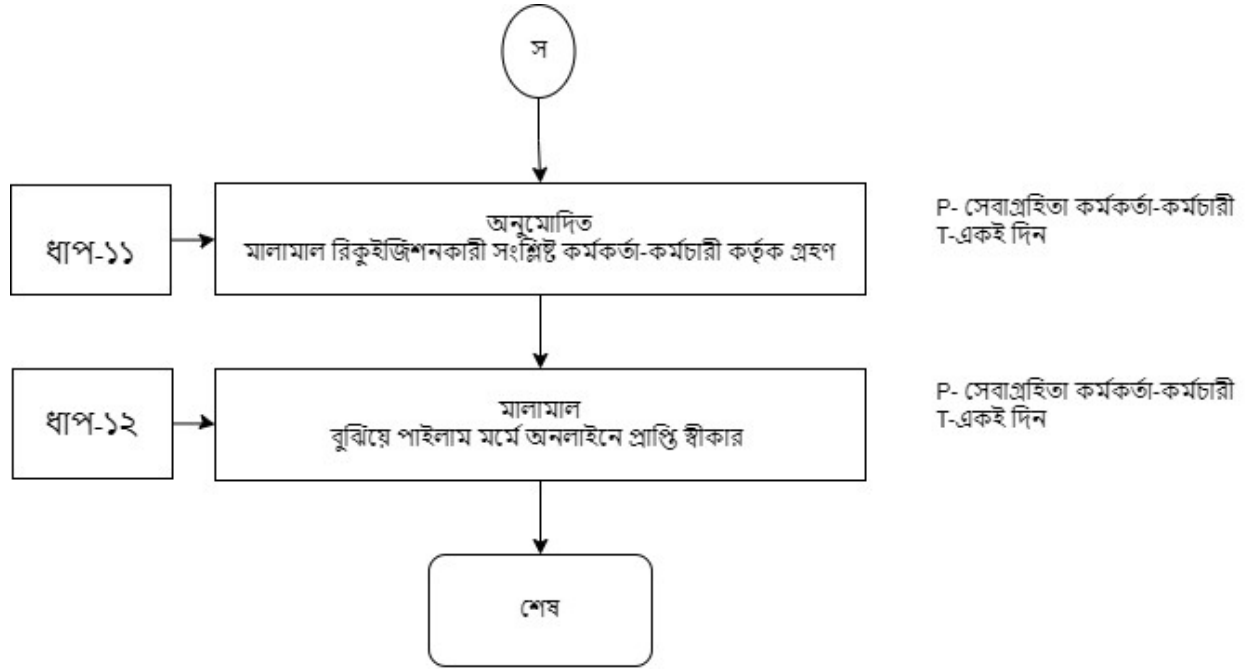 স
ধাপ-১১
অনুমোদিত
মালামাল রিকুইজিশনকারী সংশ্লিষ্ট কর্মকর্তা-কর্মচারী কর্তৃক গ্রহণ
P- সেবাগ্রহিতা কর্মকর্তা-কর্মচারী
T-একই দিন
ধাপ-১২
মালামাল
বুঝিয়ে পাইলাম মর্মে অনলাইনে প্রাপ্তি স্বীকার
P- সেবাগ্রহিতা কর্মকর্তা-কর্মচারী
T-একই দিন
শেষ